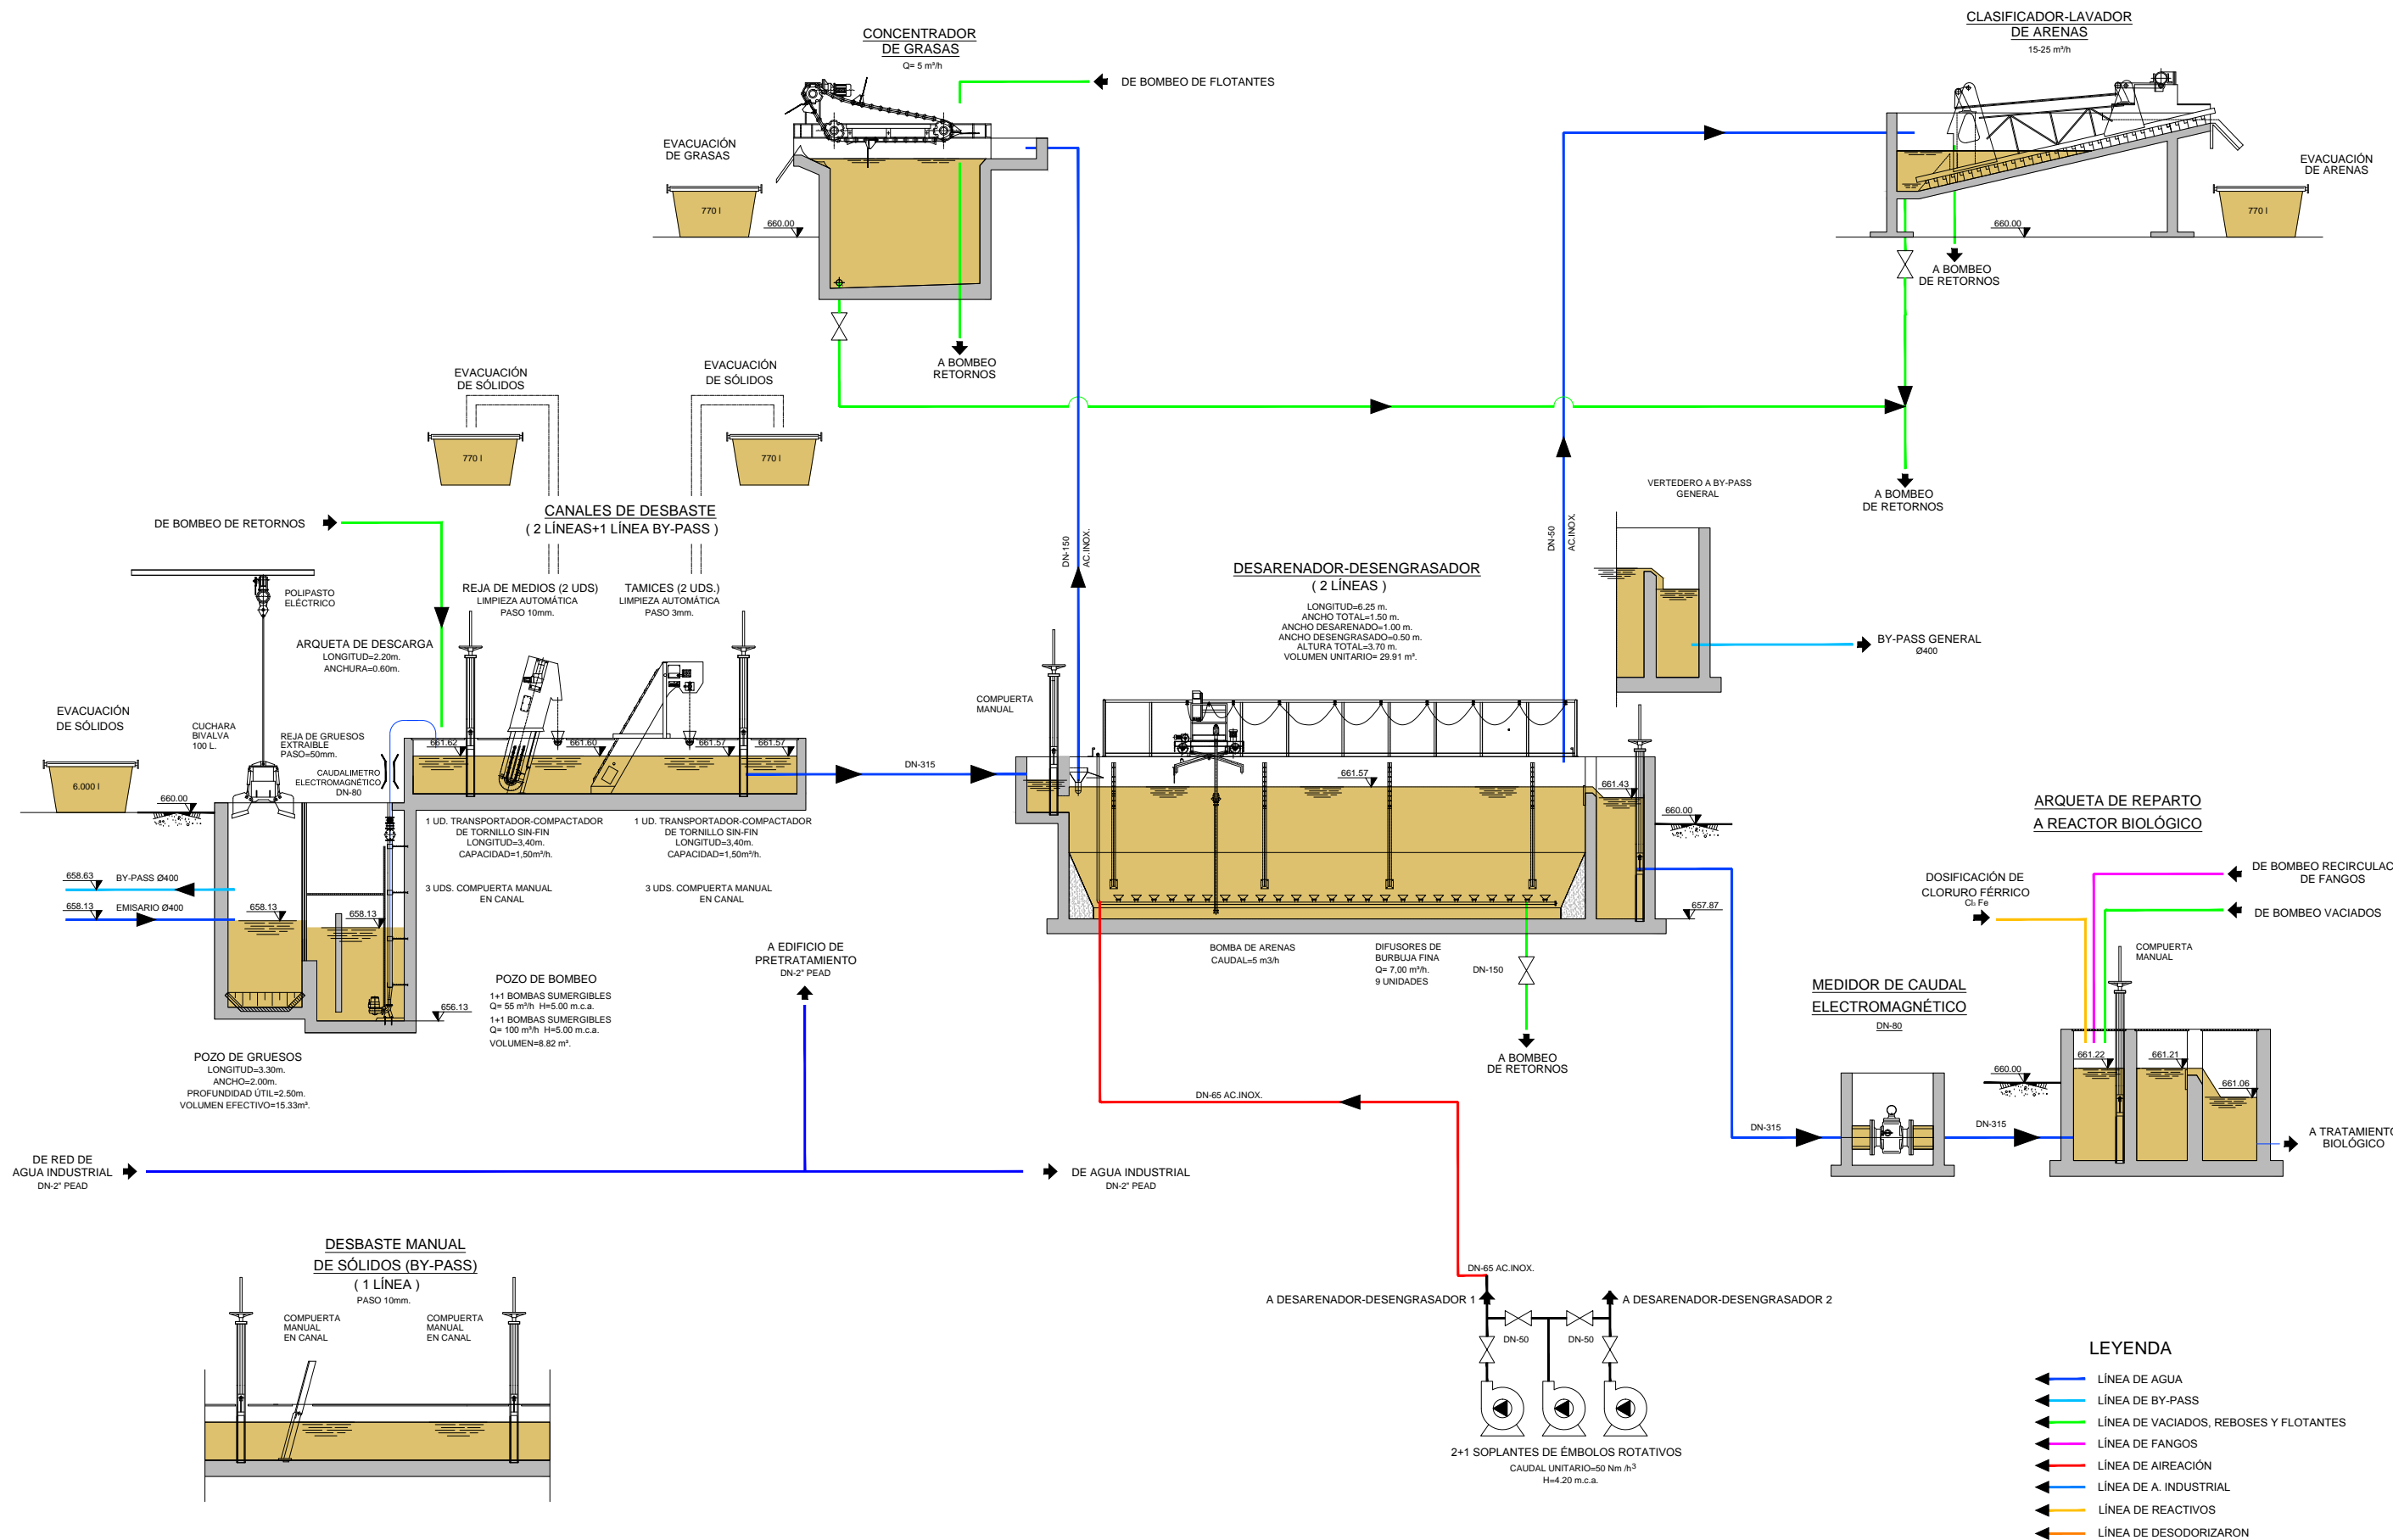 CONCENTRADOR
DE GRASAS
Q= 5 m³/h
DE BOMBEO DE FLOTANTES
EVACUACIÓN
DE GRASAS
770 l
660.00
A BOMBEO
RETORNOS
CLASIFICADOR-LAVADOR
DE ARENAS
15-25 m³/h
EVACUACIÓN
DE ARENAS
770 l
660.00
A BOMBEO
DE RETORNOS
A BOMBEO
DE RETORNOS
EVACUACIÓN
DE SÓLIDOS
770 l
EVACUACIÓN
DE SÓLIDOS
770 l
CANALES DE DESBASTE
( 2 LÍNEAS+1 LÍNEA BY-PASS )
DE BOMBEO DE RETORNOS
POLIPASTO
ELÉCTRICO
REJA DE MEDIOS (2 UDS)
LIMPIEZA AUTOMÁTICA
PASO 10mm.
TAMICES (2 UDS.)
LIMPIEZA AUTOMÁTICA
PASO 3mm.
ARQUETA DE DESCARGA
LONGITUD=2.20m.
ANCHURA=0.60m.
EVACUACIÓN
DE SÓLIDOS
6.000 l
CUCHARA
BIVALVA
100 L.
REJA DE GRUESOS
EXTRAIBLE
PASO=50mm.
CAUDALIMETRO
ELECTROMAGNÉTICO
DN-80
660.00
661.62
661.60
661.57
661.57
1 UD. TRANSPORTADOR-COMPACTADOR
DE TORNILLO SIN-FIN
LONGITUD=3,40m.
CAPACIDAD=1,50m³/h.
1 UD. TRANSPORTADOR-COMPACTADOR
DE TORNILLO SIN-FIN
LONGITUD=3,40m.
CAPACIDAD=1,50m³/h.
3 UDS. COMPUERTA MANUAL
EN CANAL
3 UDS. COMPUERTA MANUAL
EN CANAL
658.63
BY-PASS Ø400
658.13
EMISARIO Ø400
658.13
658.13
656.13
POZO DE BOMBEO
1+1 BOMBAS SUMERGIBLES
Q= 55 m³/h H=5.00 m.c.a.
1+1 BOMBAS SUMERGIBLES
Q= 100 m³/h H=5.00 m.c.a.
VOLUMEN=8.82 m³.
POZO DE GRUESOS
LONGITUD=3.30m.
ANCHO=2.00m.
PROFUNDIDAD ÚTIL=2.50m.
VOLUMEN EFECTIVO=15.33m³.
A EDIFICIO DE
PRETRATAMIENTO
DN-2" PEAD
DE RED DE
AGUA INDUSTRIAL
DN-2" PEAD
DE AGUA INDUSTRIAL
DN-2" PEAD
DN-315
DN-150
AC.INOX.
DN-50
AC.INOX.
DESARENADOR-DESENGRASADOR
( 2 LÍNEAS )
LONGITUD=6.25 m.
ANCHO TOTAL=1.50 m.
ANCHO DESARENADO=1.00 m.
ANCHO DESENGRASADO=0.50 m.
ALTURA TOTAL=3.70 m.
VOLUMEN UNITARIO= 29.91 m³.
COMPUERTA
MANUAL
661.57
661.43
660.00
657.87
BOMBA DE ARENAS
CAUDAL=5 m3/h
DIFUSORES DE
BURBUJA FINA
Q= 7,00 m³/h.
9 UNIDADES
DN-150
A BOMBEO
DE RETORNOS
VERTEDERO A BY-PASS
GENERAL
BY-PASS GENERAL
Ø400
DN-65 AC.INOX.
DN-65 AC.INOX.
A DESARENADOR-DESENGRASADOR 1
A DESARENADOR-DESENGRASADOR 2
DN-50
DN-50
2+1 SOPLANTES DE ÉMBOLOS ROTATIVOS
CAUDAL UNITARIO=50 Nm /h3
H=4.20 m.c.a.
ARQUETA DE REPARTO
A REACTOR BIOLÓGICO
DE BOMBEO RECIRCULAC
DE FANGOS
DOSIFICACIÓN DE
CLORURO FÉRRICO
Cl₃ Fe
DE BOMBEO VACIADOS
COMPUERTA
MANUAL
MEDIDOR DE CAUDAL
ELECTROMAGNÉTICO
DN-80
660.00
661.22
661.21
661.06
DN-315
DN-315
A TRATAMIENTO
BIOLÓGICO
DESBASTE MANUAL
DE SÓLIDOS (BY-PASS)
( 1 LÍNEA )
PASO 10mm.
COMPUERTA
MANUAL
EN CANAL
COMPUERTA
MANUAL
EN CANAL
LEYENDA
LÍNEA DE AGUA
LÍNEA DE BY-PASS
LÍNEA DE VACIADOS, REBOSES Y FLOTANTES
LÍNEA DE FANGOS
LÍNEA DE AIREACIÓN
LÍNEA DE A. INDUSTRIAL
LÍNEA DE REACTIVOS
LÍNEA DE DESODORIZARON